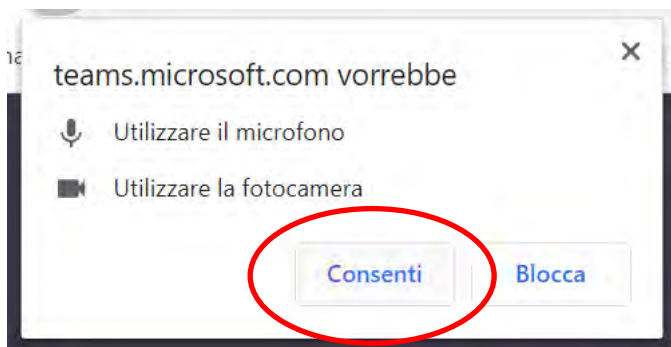 teams.microsoft.com vorrebbe
Utilizzare il microfono
Utilizzare la fotocamera
Consenti
Blocca